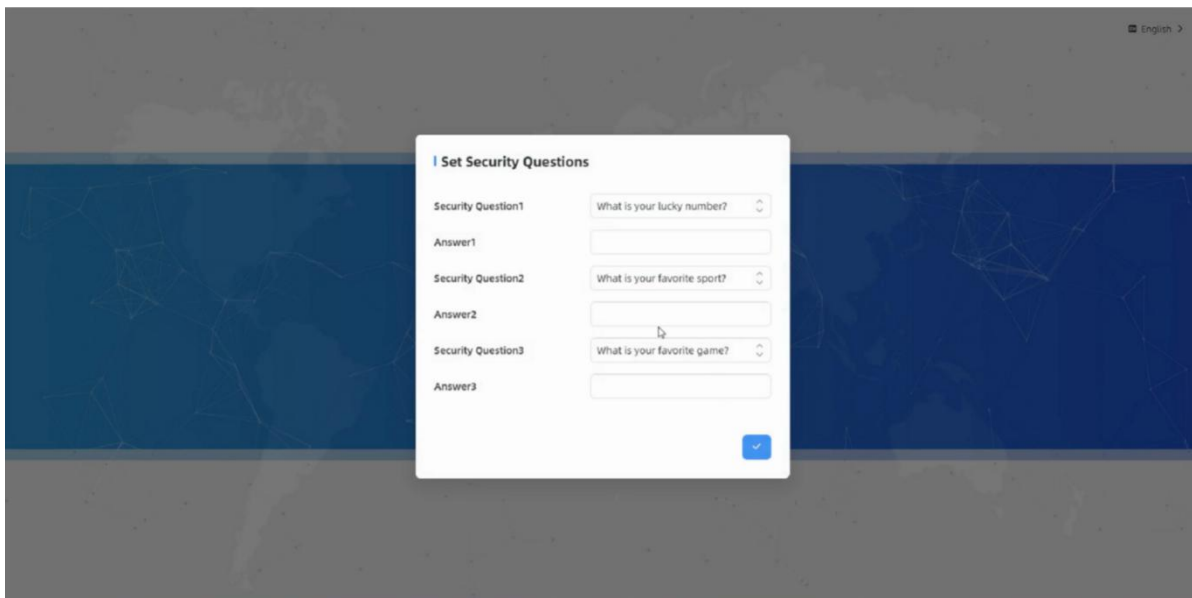 English
Set Security Questions
Security Question1
What is your lucky number?
Answer1
Security Question2
What is your favorite sport?
Answer2
Security Question3
What is your favorite game?
Answer3